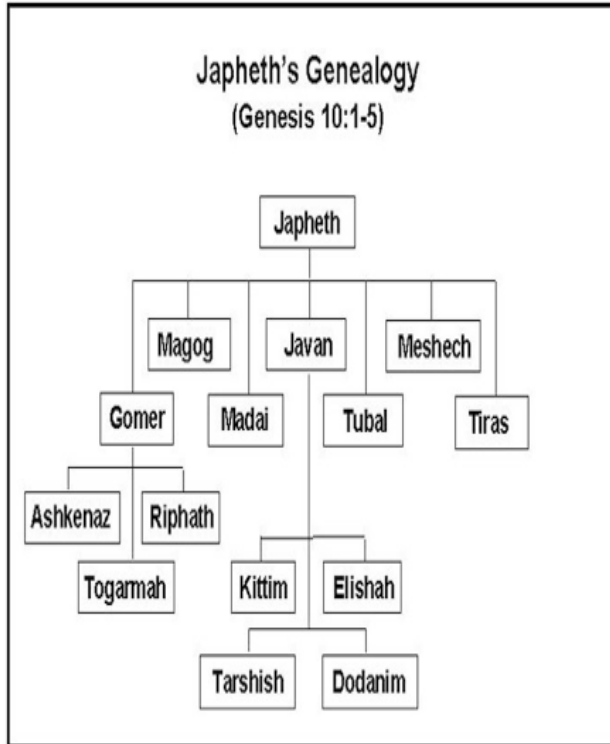 Japheth's Genealogy
(Genesis 10:1-5)
Japheth
Magog Javan Meshech
Gomer Madai Tubal Tiras
Ashkenaz Riphath
Togarmah Kittim Elishah
Tarshish Dodanim